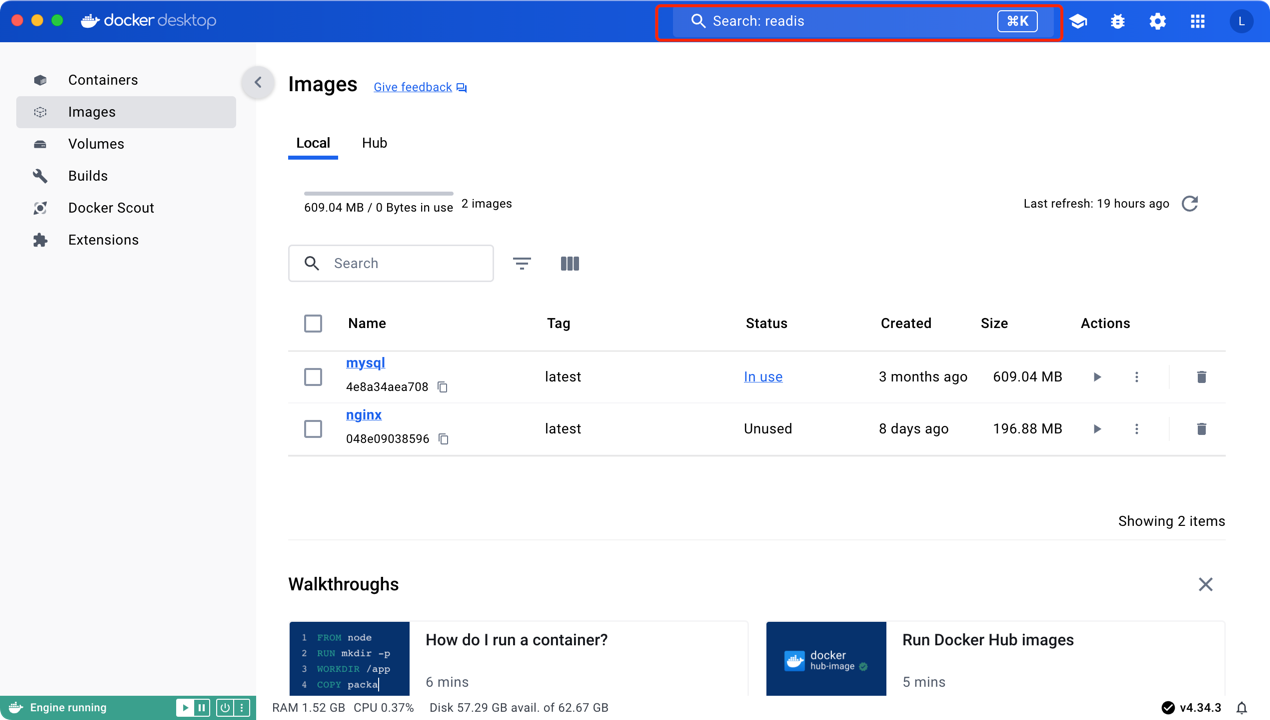 docker desktop
Search: readis
⌘K
L
Containers
Images
Volumes
Builds
Docker Scout
Extensions
Images
Give feedback
Local
Hub
609.04 MB / 0 Bytes in use
2 images
Last refresh: 19 hours ago
Search
Name
Tag
Status
Created
Size
Actions
mysql
4e8a34aea708
latest
In use
3 months ago
609.04 MB
nginx
048e09038596
latest
Unused
8 days ago
196.88 MB
Showing 2 items
Walkthroughs
1 FROM node
2 RUN mkdir -p
3 WORKDIR /app
4 COPY packa
How do I run a container?
6 mins
docker
hub-image
Run Docker Hub images
5 mins
Engine running
RAM 1.52 GB
CPU 0.37%
Disk 57.29 GB avail. of 62.67 GB
v4.34.3